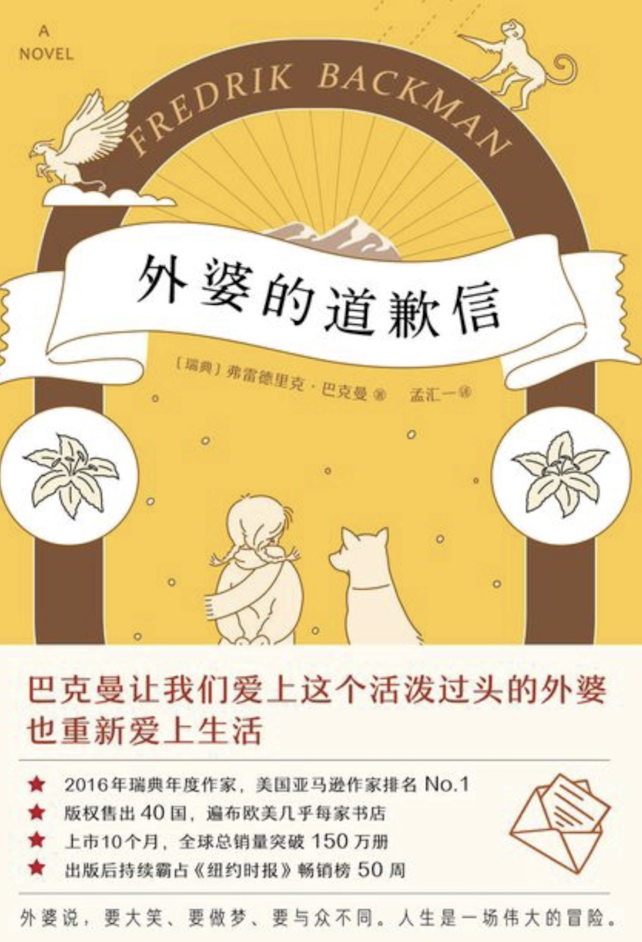 A
NOVEL
FREDRIK BACKMAN
外婆的道歉信
〔瑞典〕弗雷德里克·巴克曼 著 孟汇一 译
巴克曼让我们爱上这个活泼过头的外婆
也重新爱上生活
★ 2016年瑞典年度作家，美国亚马逊作家排名 No.1
★ 版权售出 40 国，遍布欧美几乎每家书店
★ 上市10个月，全球总销量突破 150 万册
★ 出版后持续霸占《纽约时报》畅销榜 50 周
外婆说，要大笑、要做梦、要与众不同。人生是一场伟大的冒险。